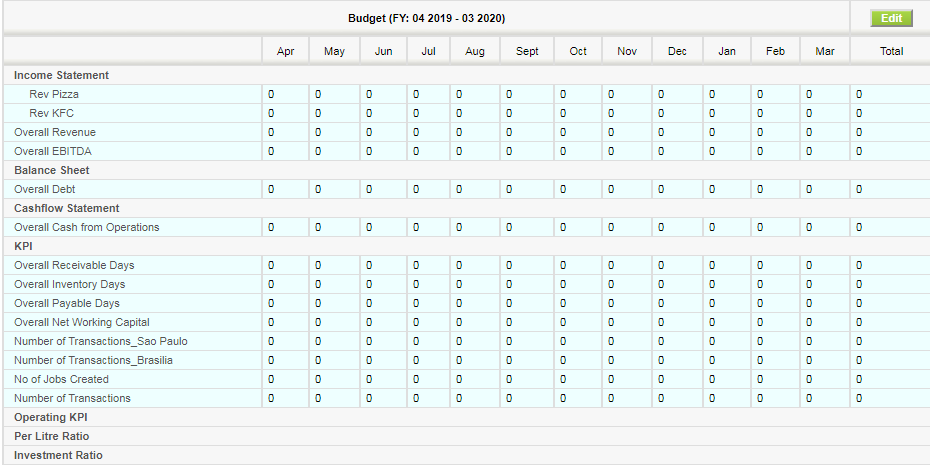 Budget (FY: 04 2019 - 03 2020) Edit
Apr May Jun Jul Aug Sept Oct Nov Dec Jan Feb Mar Total
Income Statement
Rev Pizza 0 0 0 0 0 0 0 0 0 0 0 0 0
Rev KFC 0 0 0 0 0 0 0 0 0 0 0 0 0
Overall Revenue 0 0 0 0 0 0 0 0 0 0 0 0 0
Overall EBITDA 0 0 0 0 0 0 0 0 0 0 0 0 0
Balance Sheet
Overall Debt 0 0 0 0 0 0 0 0 0 0 0 0 0
Cashflow Statement
Overall Cash from Operations 0 0 0 0 0 0 0 0 0 0 0 0 0
KPI
Overall Receivable Days 0 0 0 0 0 0 0 0 0 0 0 0 0
Overall Inventory Days 0 0 0 0 0 0 0 0 0 0 0 0 0
Overall Payable Days 0 0 0 0 0 0 0 0 0 0 0 0 0
Overall Net Working Capital 0 0 0 0 0 0 0 0 0 0 0 0 0
Number of Transactions_Sao Paulo 0 0 0 0 0 0 0 0 0 0 0 0 0
Number of Transactions_Brasilia 0 0 0 0 0 0 0 0 0 0 0 0 0
No of Jobs Created 0 0 0 0 0 0 0 0 0 0 0 0 0
Number of Transactions 0 0 0 0 0 0 0 0 0 0 0 0 0
Operating KPI
Per Litre Ratio
Investment Ratio